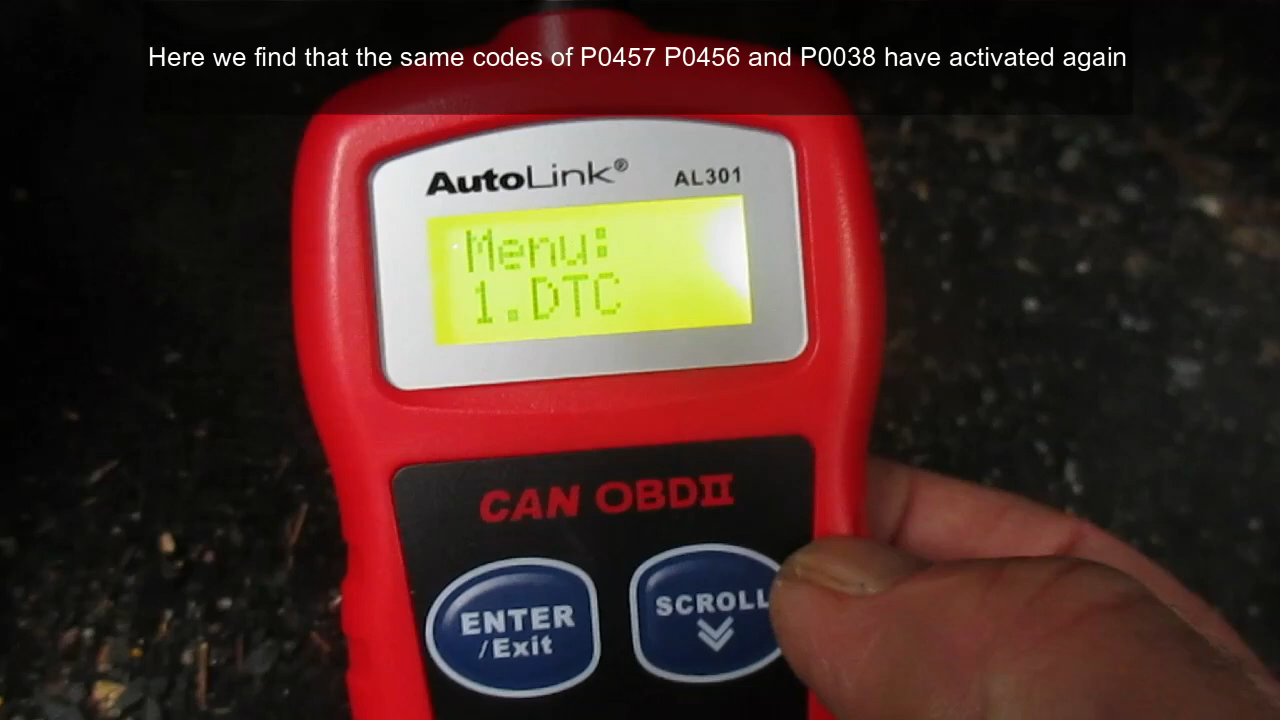 Here we find that the same codes of P0457 P0456 and P0038 have activated again
AutoLink®
AL301
Menu:
1.DTC
CAN OBDII
ENTER
/Exit
SCROLL